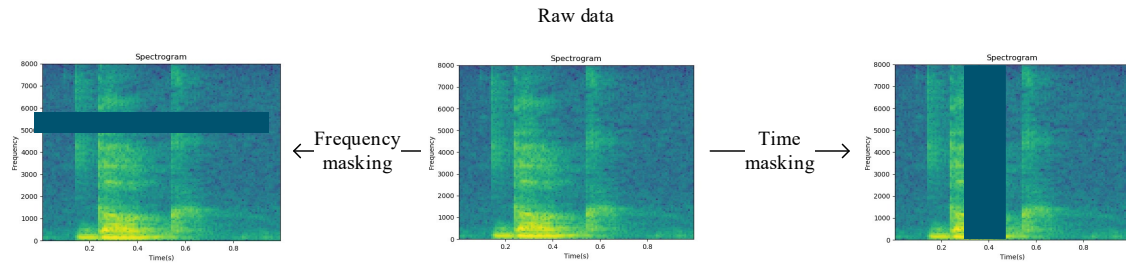 Raw data
Spectrogram
8000
7000
6000
5000
4000
3000
2000
1000
0
Frequency
0.2
0.4
0.6
0.8
Time(s)
Frequency
masking
Spectrogram
8000
7000
6000
5000
4000
3000
2000
1000
0
Frequency
0.2
0.4
0.6
0.8
Time(s)
Time
masking
Spectrogram
8000
7000
6000
5000
4000
3000
2000
1000
0
Frequency
0.2
0.4
0.6
0.8
Time(s)